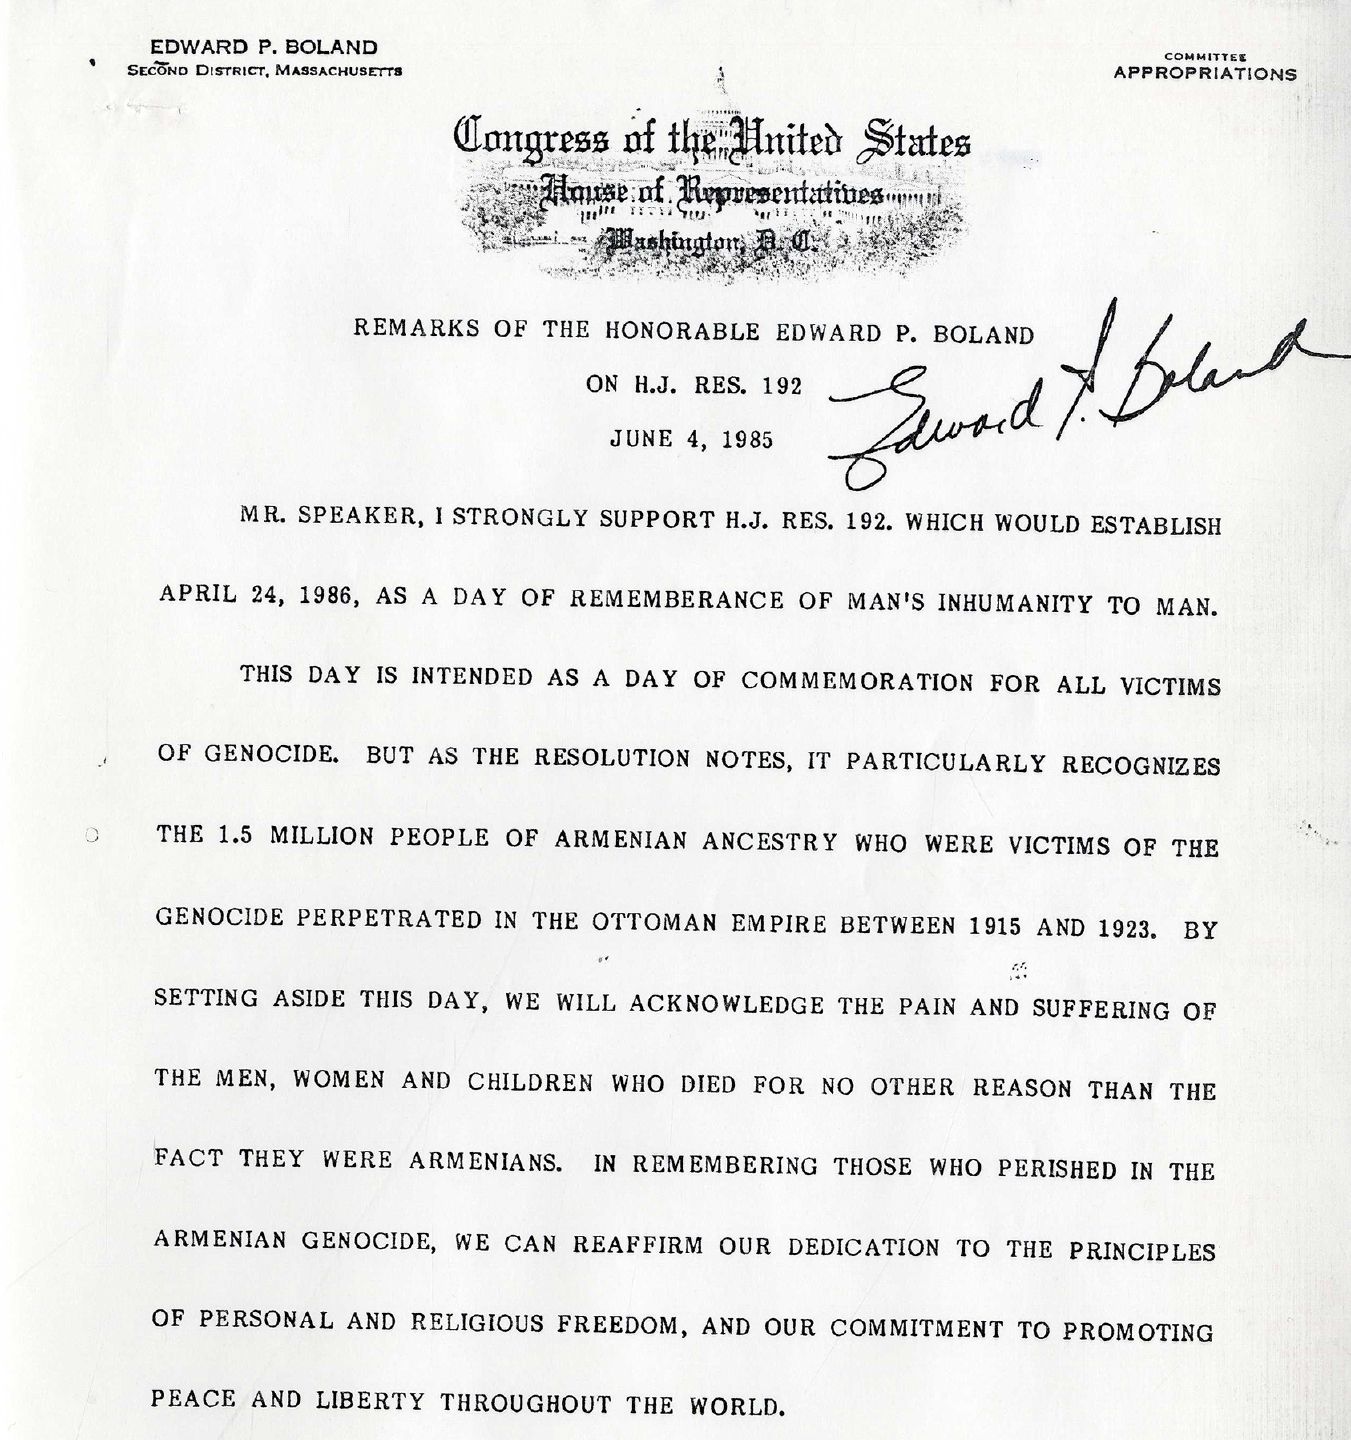 EDWARD P. BOLAND
SECOND DISTRICT, MASSACHUSETTS
COMMITTEE
APPROPRIATIONS
Congress of the United States
House of Representatives
Washington, D. C.
REMARKS OF THE HONORABLE EDWARD P. BOLAND
ON H.J. RES. 192
JUNE 4, 1985
Edward P. Boland
MR. SPEAKER, I STRONGLY SUPPORT H.J. RES. 192. WHICH WOULD ESTABLISH
APRIL 24, 1986, AS A DAY OF REMEMBERANCE OF MAN'S INHUMANITY TO MAN.
THIS DAY IS INTENDED AS A DAY OF COMMEMORATION FOR ALL VICTIMS
OF GENOCIDE. BUT AS THE RESOLUTION NOTES, IT PARTICULARLY RECOGNIZES
THE 1.5 MILLION PEOPLE OF ARMENIAN ANCESTRY WHO WERE VICTIMS OF THE
GENOCIDE PERPETRATED IN THE OTTOMAN EMPIRE BETWEEN 1915 AND 1923. BY
SETTING ASIDE THIS DAY, WE WILL ACKNOWLEDGE THE PAIN AND SUFFERING OF
THE MEN, WOMEN AND CHILDREN WHO DIED FOR NO OTHER REASON THAN THE
FACT THEY WERE ARMENIANS. IN REMEMBERING THOSE WHO PERISHED IN THE
ARMENIAN GENOCIDE, WE CAN REAFFIRM OUR DEDICATION TO THE PRINCIPLES
OF PERSONAL AND RELIGIOUS FREEDOM, AND OUR COMMITMENT TO PROMOTING
PEACE AND LIBERTY THROUGHOUT THE WORLD.